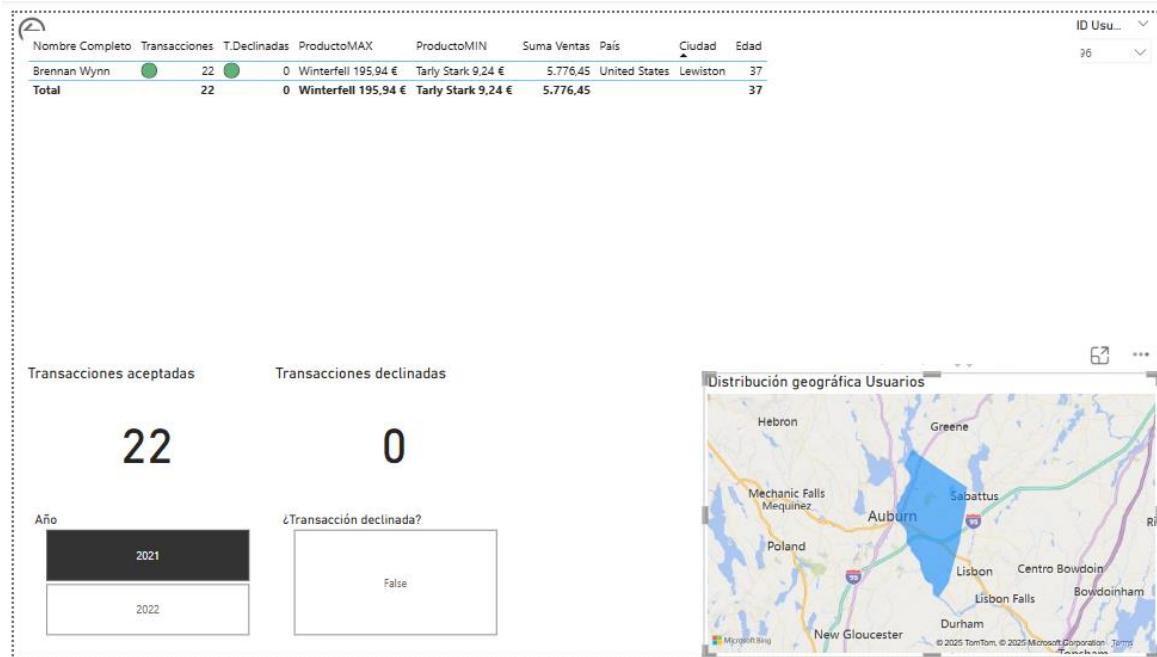 ID Usu...
96
Nombre Completo Transacciones T.Declinadas ProductoMAX ProductoMIN Suma Ventas País Ciudad Edad
Brennan Wynn 22 0 Winterfell 195,94 € Tarly Stark 9,24 € 5.776,45 United States Lewiston 37
Total 22 0 Winterfell 195,94 € Tarly Stark 9,24 € 5.776,45 37
Transacciones aceptadas
Transacciones declinadas
22
0
Año
2021
2022
¿Transacción declinada?
False
Distribución geográfica Usuarios
Hebron
Greene
Mechanic Falls
Mequinez
Sabattus
Auburn
95
Ri
Poland
95
Lisbon
Centro Bowdoin
Lisbon Falls
Bowdoinham
Durham
New Gloucester
Microsoft Bing
© 2025 TomTom, © 2025 Microsoft Corporation Terms
Topsham